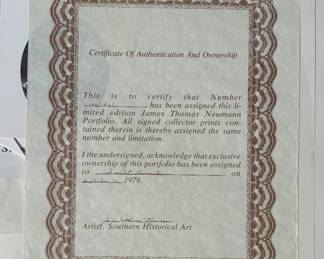 Certificate Of Authentication And Ownership
This is to certify that Number
has been assigned this li-
mited edition James Thomas Neumann
Portfolio. All signed collector prints con-
tained therein is thereby assigned the same
number and limitation.
I the undersigned, acknowledge that exclusive
ownership of this portfolio has been assigned
to on
1979.
Artist, Southern Historical Art